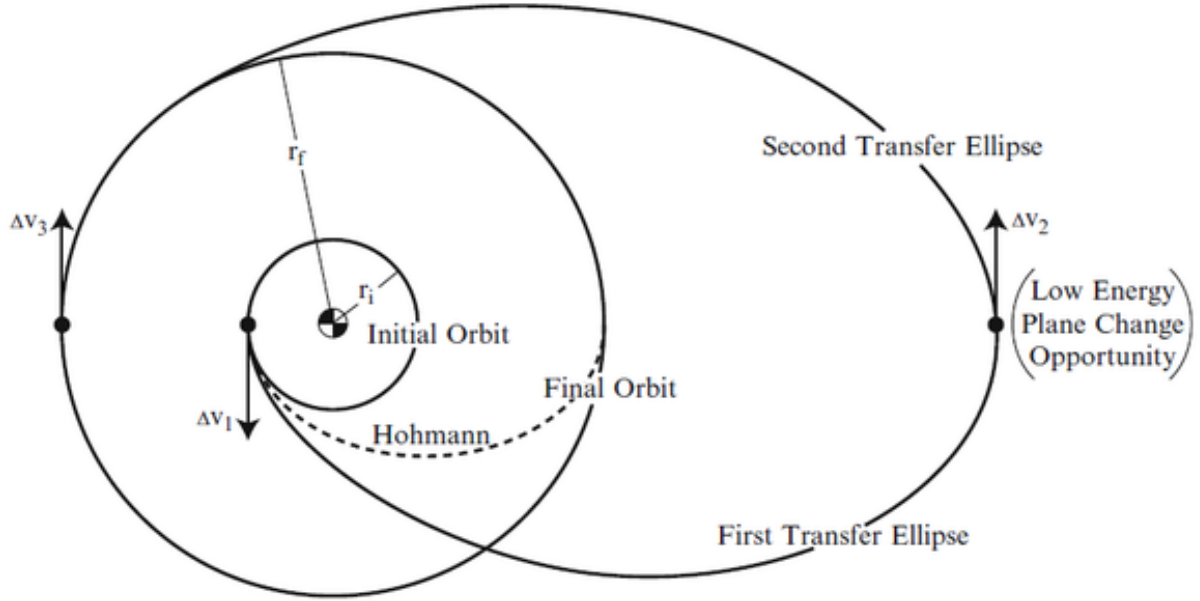 Second Transfer Ellipse
r_f
Δv₃
Δv₂
r_i
Low Energy
Plane Change
Opportunity
Initial Orbit
Final Orbit
Δv₁
Hohmann
First Transfer Ellipse